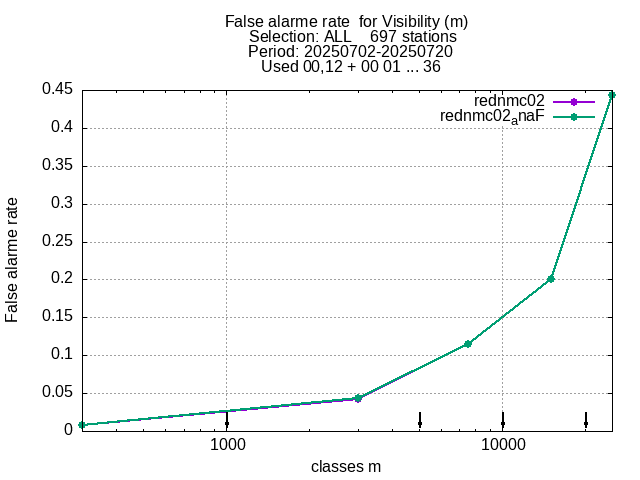 False alarme rate  for Visibility (m)
Selection: ALL    697 stations
Period: 20250702-20250720
Used 00,12 + 00 01 ... 36
rednmc02
rednmc02_anaF
0.45
0.4
0.35
0.3
0.25
0.2
0.15
0.1
0.05
0
False alarme rate
1000
10000
classes m